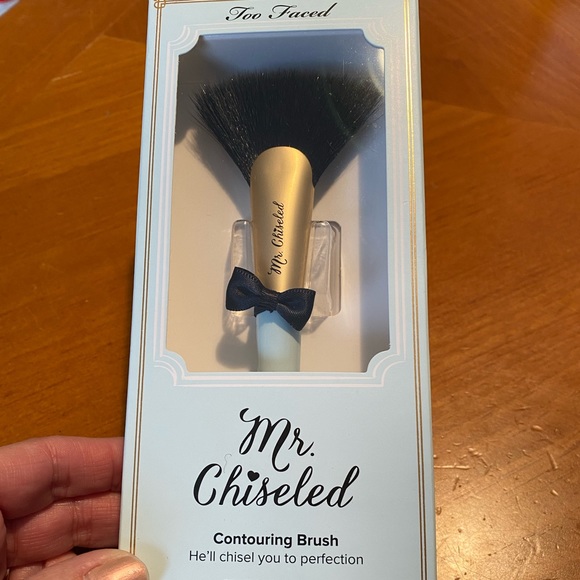 Too Faced
Mr. Chiseled
Mr.
Chiseled
Contouring Brush
He'll chisel you to perfection